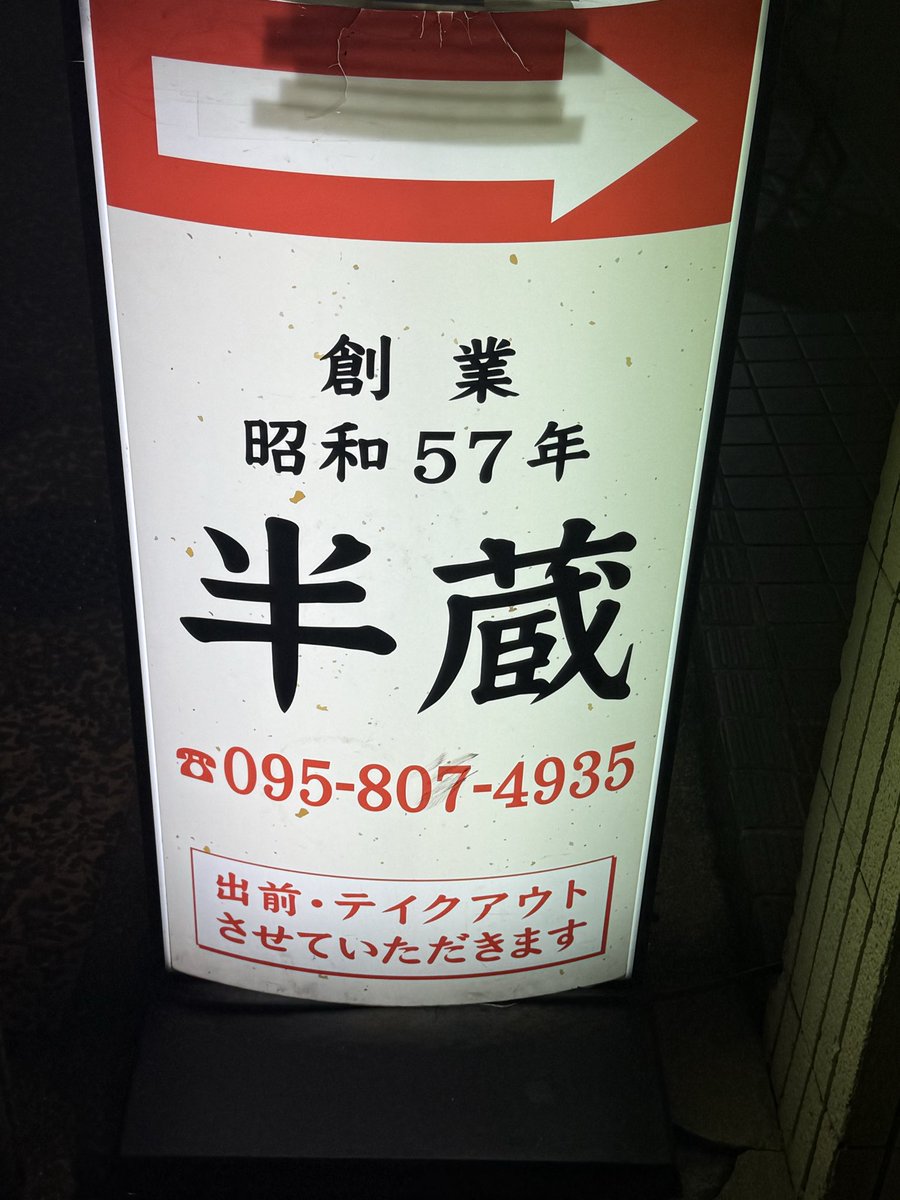 創業
昭和57年
半蔵
☎095-807-4935
出前・テイクアウト
させていただきます